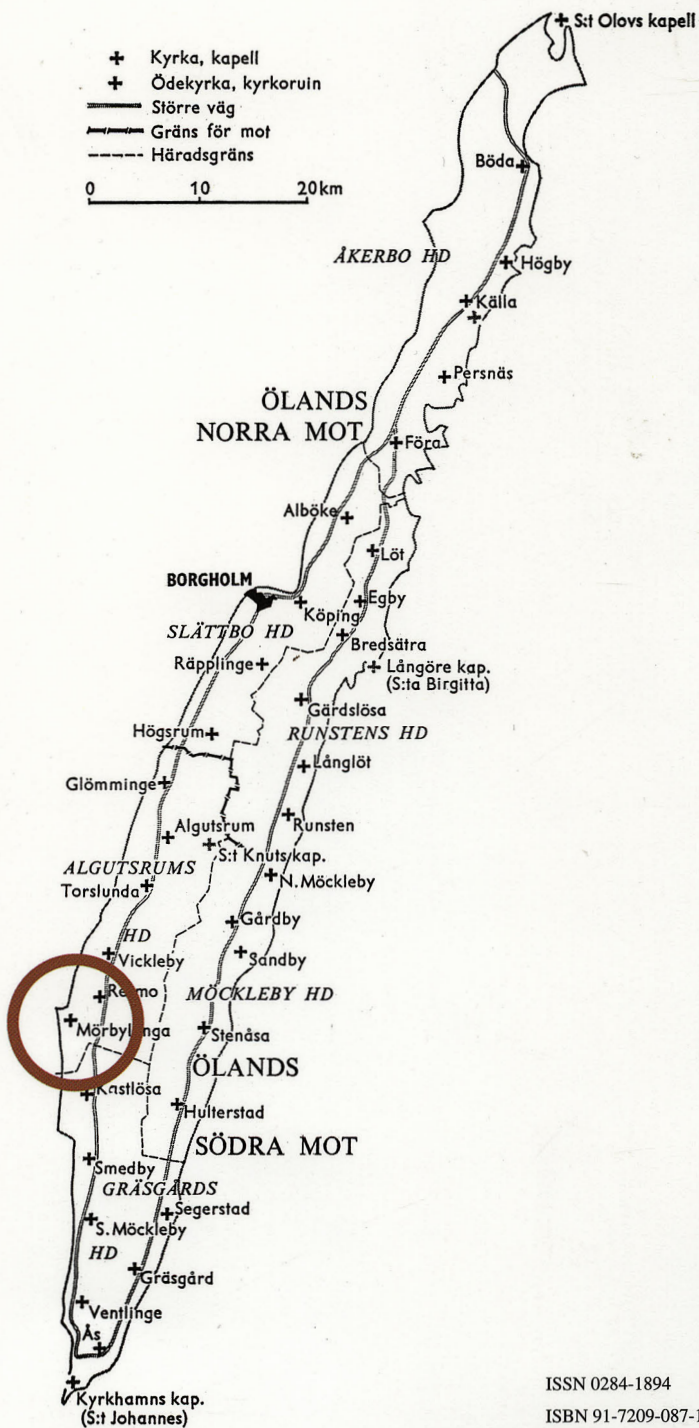 S:t Olovs kapell
Kyrka, kapell
Ödekyrka, kyrkoruin
Större väg
Gräns för mot
Häradsgräns
0 10 20km
Böda
ÅKERBO HD
Högby
Källa
Persnäs
ÖLANDS
NORRA MOT
Föra
Alböke
Löt
BORGHOLM
Egby
Köping
SLÄTTBO HD
Bredsätra
Räpplinge
Långöre kap.
(S:ta Birgitta)
Gärdslösa
Högsrum
RUNSTENS HD
Långlöt
Glömminge
Runsten
Algutsrum
S:t Knuts kap.
ALGUTSRUMS
N. Möckleby
Torslunda
Gårdby
HD
Vickleby
Sandby
Resmo
MÖCKLEBY HD
Mörbylånga
Stenåsa
ÖLANDS
Kastlösa
Hulterstad
SÖDRA MOT
Smedby
GRÄSGÅRDS
Segerstad
S. Möckleby
HD
Gräsgård
Ventlinge
Ås
Kyrkhamns kap.
(S:t Johannes)
ISSN 0284-1894
ISBN 91-7209-087-